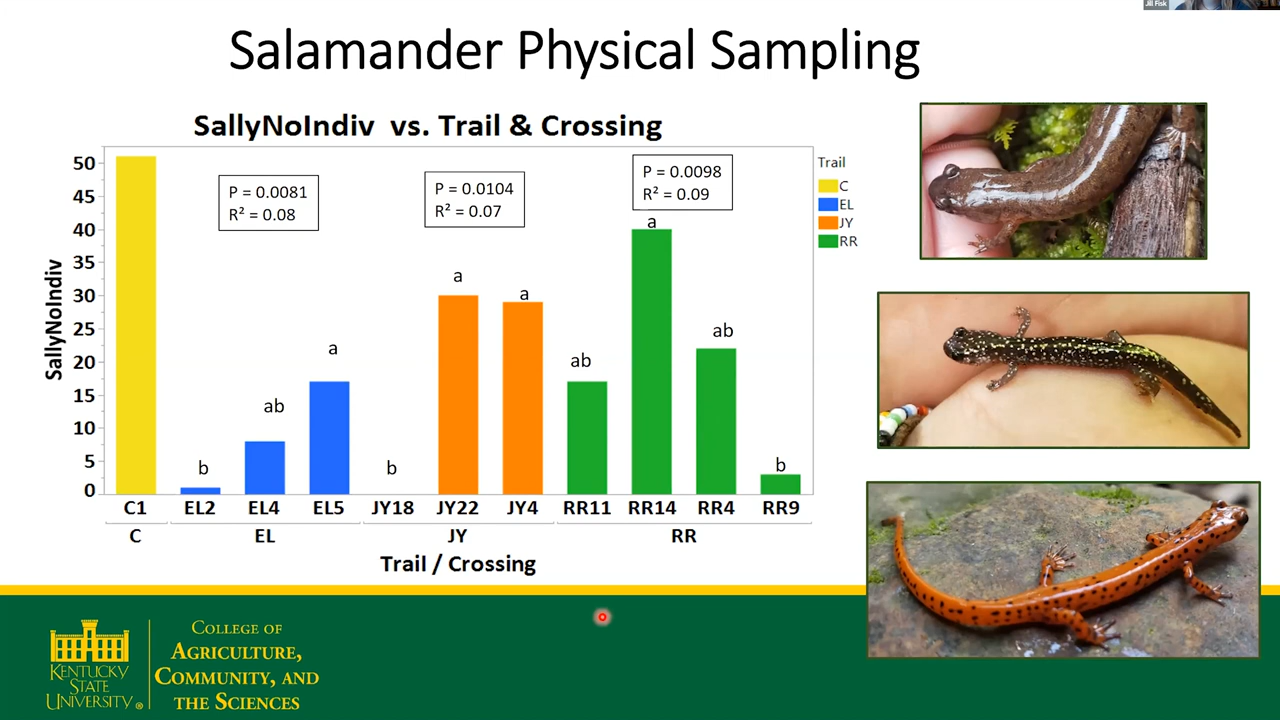 Jill Fisk
Salamander Physical Sampling
SallyNoIndiv vs. Trail & Crossing
SallyNoIndiv
50
45
40
35
30
25
20
15
10
5
0
P = 0.0081
R² = 0.08
P = 0.0104
R² = 0.07
P = 0.0098
R² = 0.09
b
ab
a
b
a
a
ab
a
ab
b
Trail
C
EL
JY
RR
C1 EL2 EL4 EL5 JY18 JY22 JY4 RR11 RR14 RR4 RR9
C EL JY RR
Trail / Crossing
KENTUCKY
STATE
UNIVERSITY®
COLLEGE OF
AGRICULTURE,
COMMUNITY, AND
THE SCIENCES